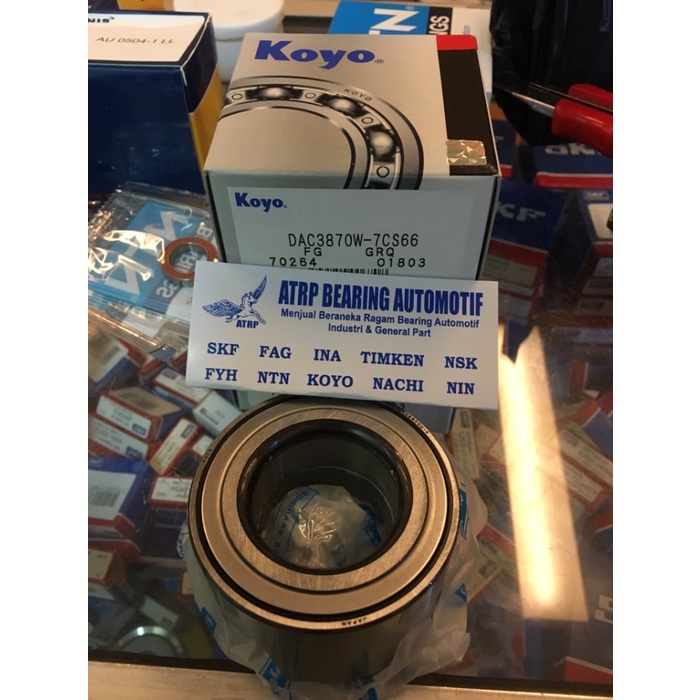 AU 0504-1 LL
Koyo®
KOYO
Koyo®
DAC3870W-7CS66
FG GRQ
70264 01803
ATRP BEARING AUTOMOTIF
Menjual Beraneka Ragam Bearing Automotif
Industri & General Part
ATRP
SKF FAG INA TIMKEN NSK
FYH NTN KOYO NACHI NIN
JAPAN